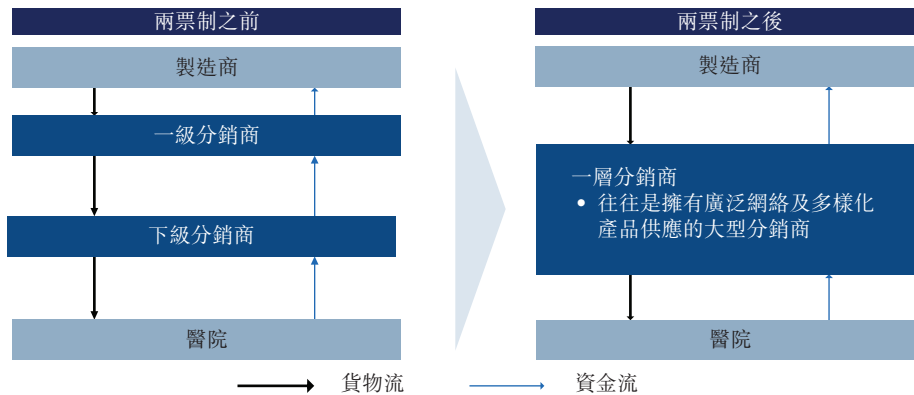 兩票制之前
製造商
一級分銷商
下級分銷商
醫院
兩票制之後
製造商
一層分銷商
• 往往是擁有廣泛網絡及多樣化
產品供應的大型分銷商
醫院
貨物流
資金流